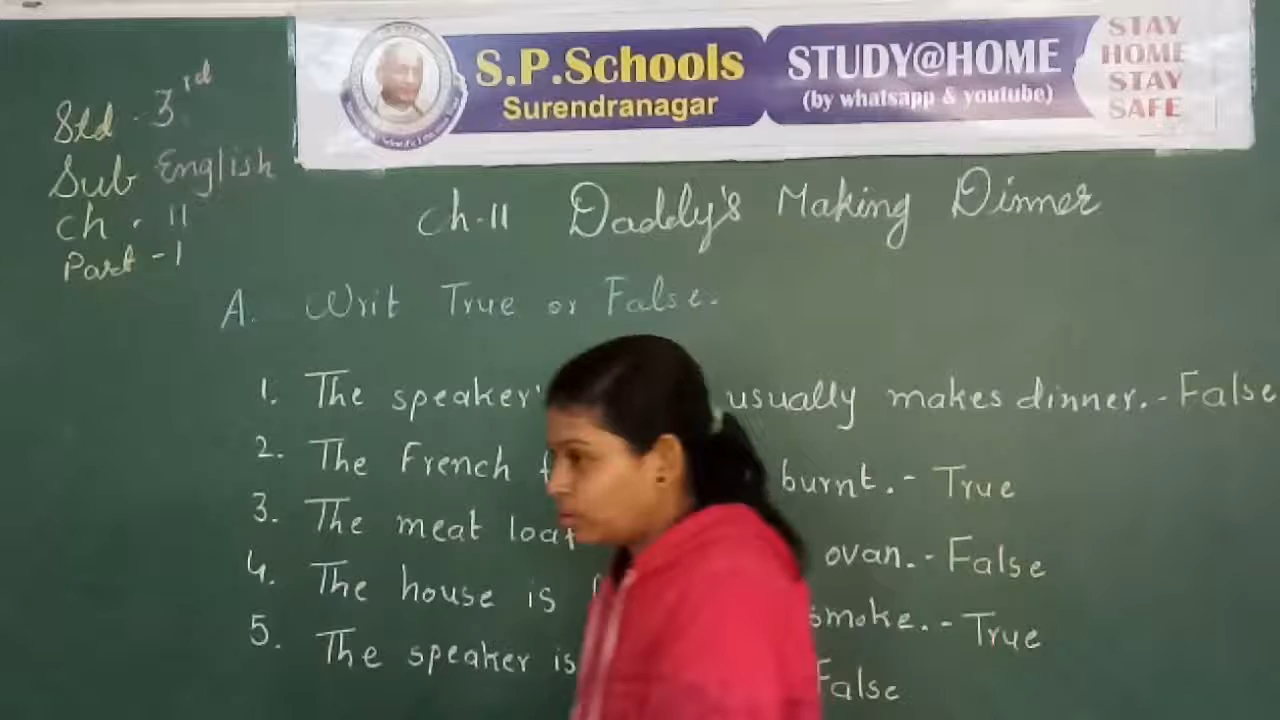 S.P.Schools
Surendranagar
STUDY@HOME
(by whatsapp & youtube)
STAY
HOME
STAY
SAFE
Std - 3rd
Sub English
Ch . 11
Part - 1
Ch-11 Daddy's Making Dinner
A. Writ True or False.
1. The speaker's usually makes dinner. - False
2. The French burnt. - True
3. The meat loaf ovan. - False
4. The house is smoke. - True
5. The speaker is False